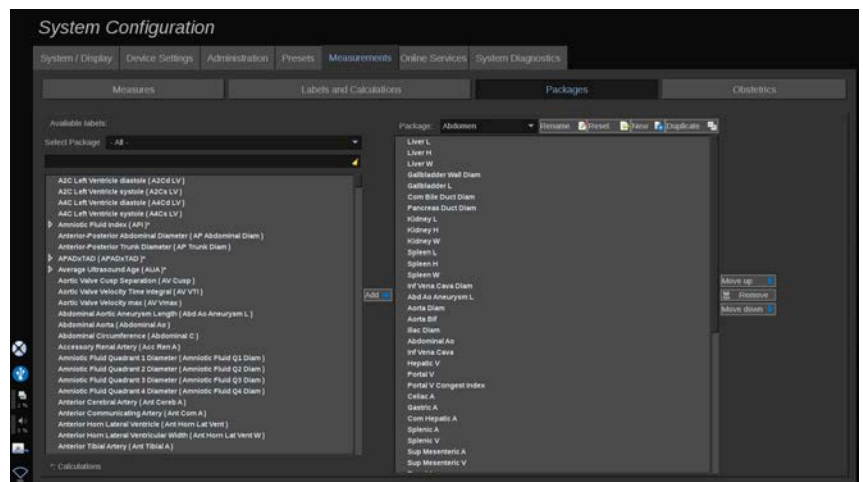 System Configuration
System / Display Device Settings Administration Presets Measurements Online Services System Diagnostics
Measures Labels and Calculations Packages Obstetrics
Available labels:
Select Package - All -
A2C Left Ventricle diastole ( A2Cd LV )
A2C Left Ventricle systole ( A2Cs LV )
A4C Left Ventricle diastole ( A4Cd LV )
A4C Left Ventricle systole ( A4Cs LV )
Amniotic Fluid Index ( AFI )*
Anterior-Posterior Abdominal Diameter ( AP Abdominal Diam )
Anterior-Posterior Trunk Diameter ( AP Trunk Diam )
APADxTAD ( APADxTAD )*
Average Ultrasound Age ( AUA )*
Aortic Valve Cusp Separation ( AV Cusp )
Aortic Valve Velocity Time Integral ( AV VTI )
Aortic Valve Velocity max ( AV Vmax )
Abdominal Aortic Aneurysm Length ( Abd Ao Aneurysm L )
Abdominal Aorta ( Abdominal Ao )
Abdominal Circumference ( Abdominal C )
Accessory Renal Artery ( Acc Ren A )
Amniotic Fluid Quadrant 1 Diameter ( Amniotic Fluid Q1 Diam )
Amniotic Fluid Quadrant 2 Diameter ( Amniotic Fluid Q2 Diam )
Amniotic Fluid Quadrant 3 Diameter ( Amniotic Fluid Q3 Diam )
Amniotic Fluid Quadrant 4 Diameter ( Amniotic Fluid Q4 Diam )
Anterior Cerebral Artery ( Ant Cereb A )
Anterior Communicating Artery ( Ant Com A )
Anterior Horn Lateral Ventricle ( Ant Horn Lat Vent )
Anterior Horn Lateral Ventricular Width ( Ant Horn Lat Vent W )
Anterior Tibial Artery ( Ant Tibial A )
*: Calculations
Add
Package: Abdomen Rename Reset New Duplicate
Liver L
Liver H
Liver W
Gallbladder Wall Diam
Gallbladder L
Com Bile Duct Diam
Pancreas Duct Diam
Kidney L
Kidney H
Kidney W
Spleen L
Spleen H
Spleen W
Inf Vena Cava Diam
Abd Ao Aneurysm L
Aorta Diam
Aorta Bif
Iliac Diam
Abdominal Ao
Inf Vena Cava
Hepatic V
Portal V
Portal V Congest Index
Celiac A
Gastric A
Com Hepatic A
Splenic A
Splenic V
Sup Mesenteric A
Sup Mesenteric V
Move up
Remove
Move down